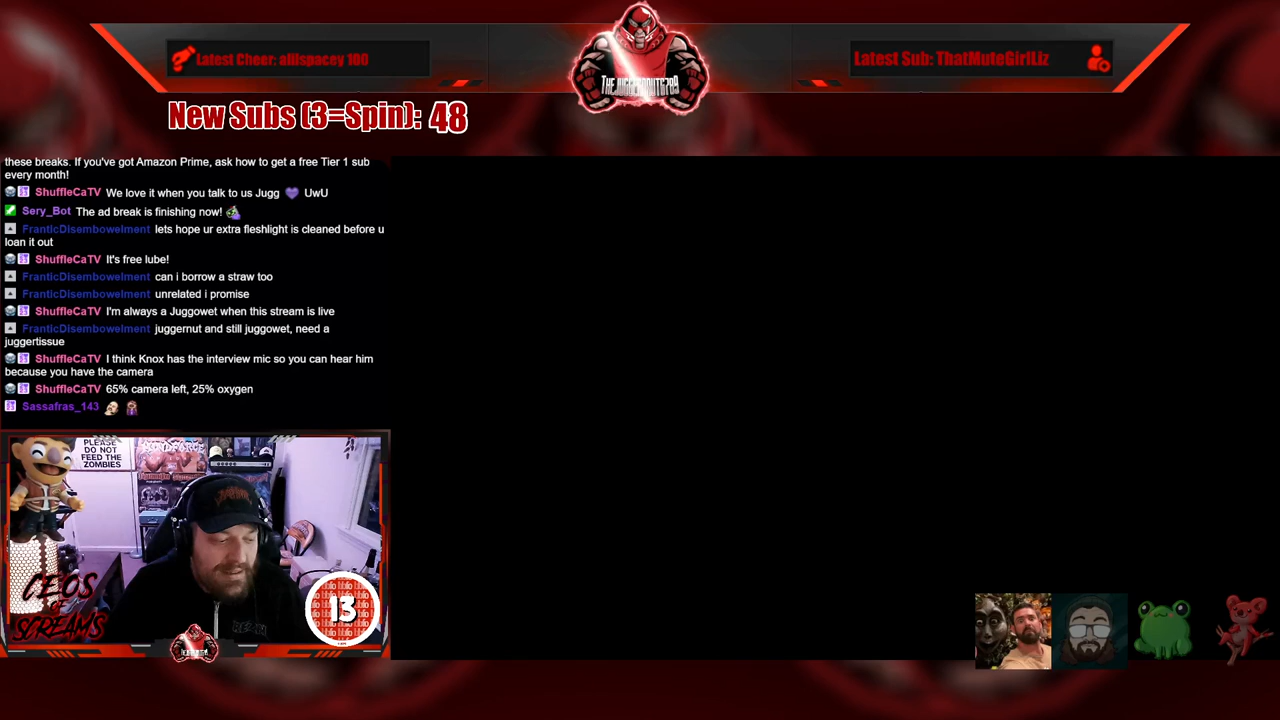 Latest Cheer: allispacey 100
THEJUGGERNAUT6789
Latest Sub: ThatMuteGirlLiz
New Subs (3=Spin): 48
these breaks. If you've got Amazon Prime, ask how to get a free Tier 1 sub
every month!
ShuffleCaTV We love it when you talk to us Jugg UwU
Sery_Bot The ad break is finishing now!
FranticDisembowelment lets hope ur extra fleshlight is cleaned before u
loan it out
ShuffleCaTV It's free lube!
FranticDisembowelment can i borrow a straw too
FranticDisembowelment unrelated i promise
ShuffleCaTV I'm always a Juggowet when this stream is live
FranticDisembowelment juggernut and still juggowet, need a
juggertissue
ShuffleCaTV I think Knox has the interview mic so you can hear him
because you have the camera
ShuffleCaTV 65% camera left, 25% oxygen
Sassafras_143
PLEASE
DO NOT
FEED THE
ZOMBIES
CEOS
OF
SCREAMS
13